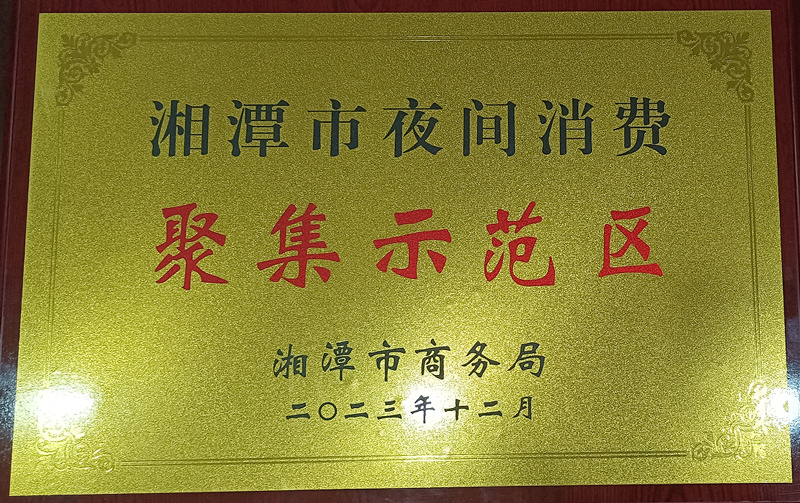 湘潭市夜间消费
聚集示范区
湘潭市商务局
二〇二三年十二月